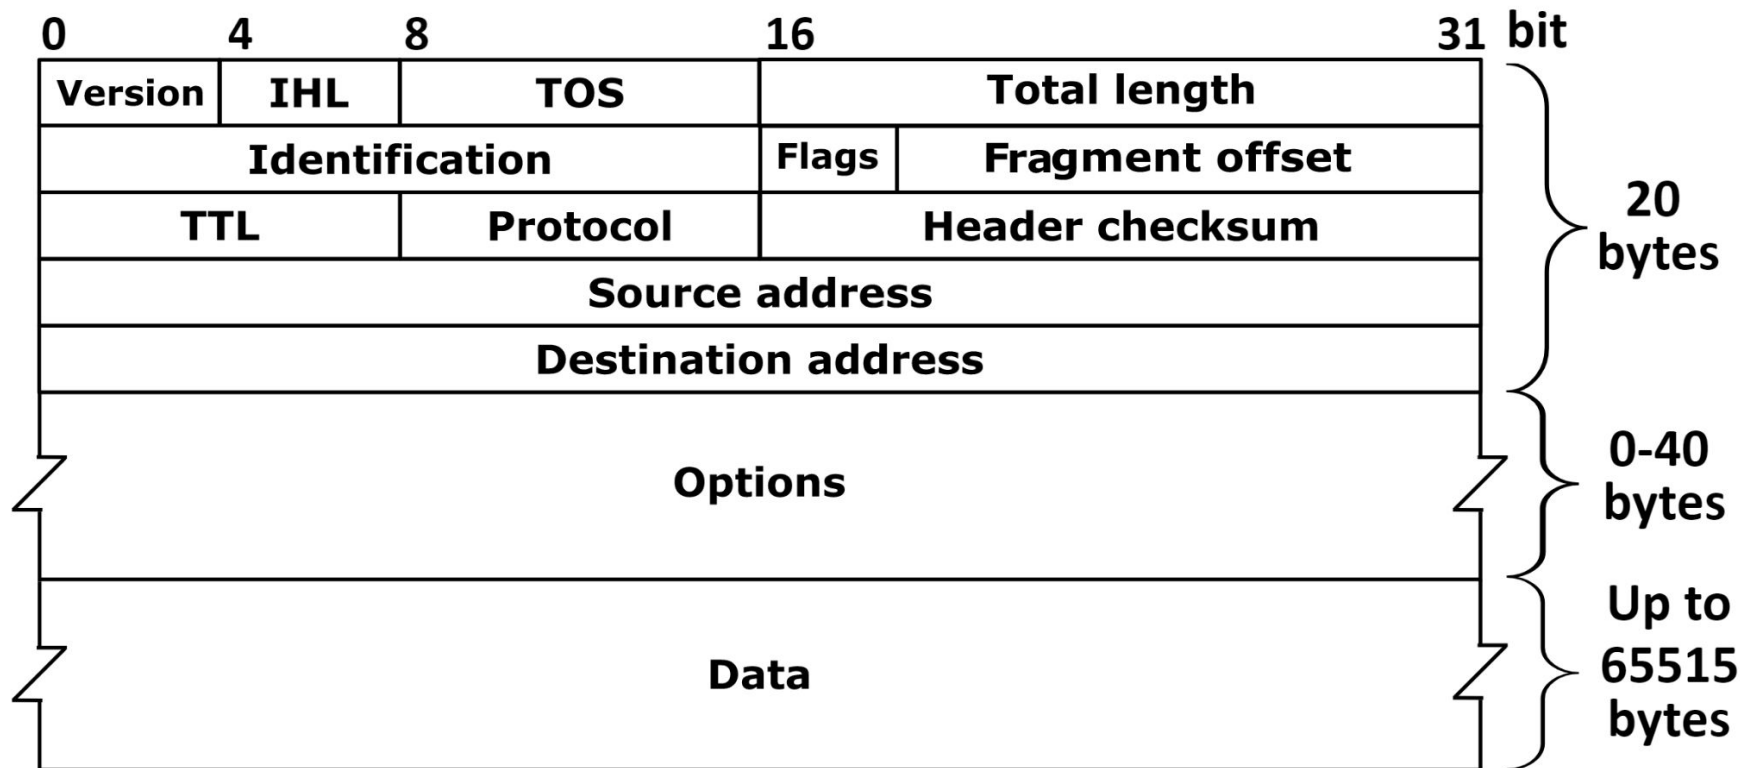 0 4 8 16 31 bit
Version IHL TOS Total length
Identification Flags Fragment offset
TTL Protocol Header checksum
Source address
Destination address
20
bytes
Options
0-40
bytes
Data
Up to
65515
bytes